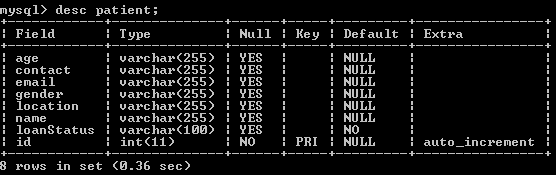 mysql> desc patient;
+------------+--------------+------+-----+---------+----------------+
| Field      | Type         | Null | Key | Default | Extra          |
+------------+--------------+------+-----+---------+----------------+
| age        | varchar(255) | YES  |     | NULL    |                |
| contact    | varchar(255) | YES  |     | NULL    |                |
| email      | varchar(255) | YES  |     | NULL    |                |
| gender     | varchar(255) | YES  |     | NULL    |                |
| location   | varchar(255) | YES  |     | NULL    |                |
| name       | varchar(255) | YES  |     | NULL    |                |
| loanStatus | varchar(100) | YES  |     | NO      |                |
| id         | int(11)      | NO   | PRI | NULL    | auto_increment |
+------------+--------------+------+-----+---------+----------------+
8 rows in set (0.36 sec)